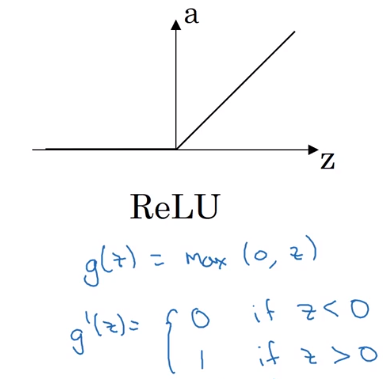 a
z
ReLU
g(z) = max (0, z)
g'(z) = { 0 if z < 0
1 if z > 0